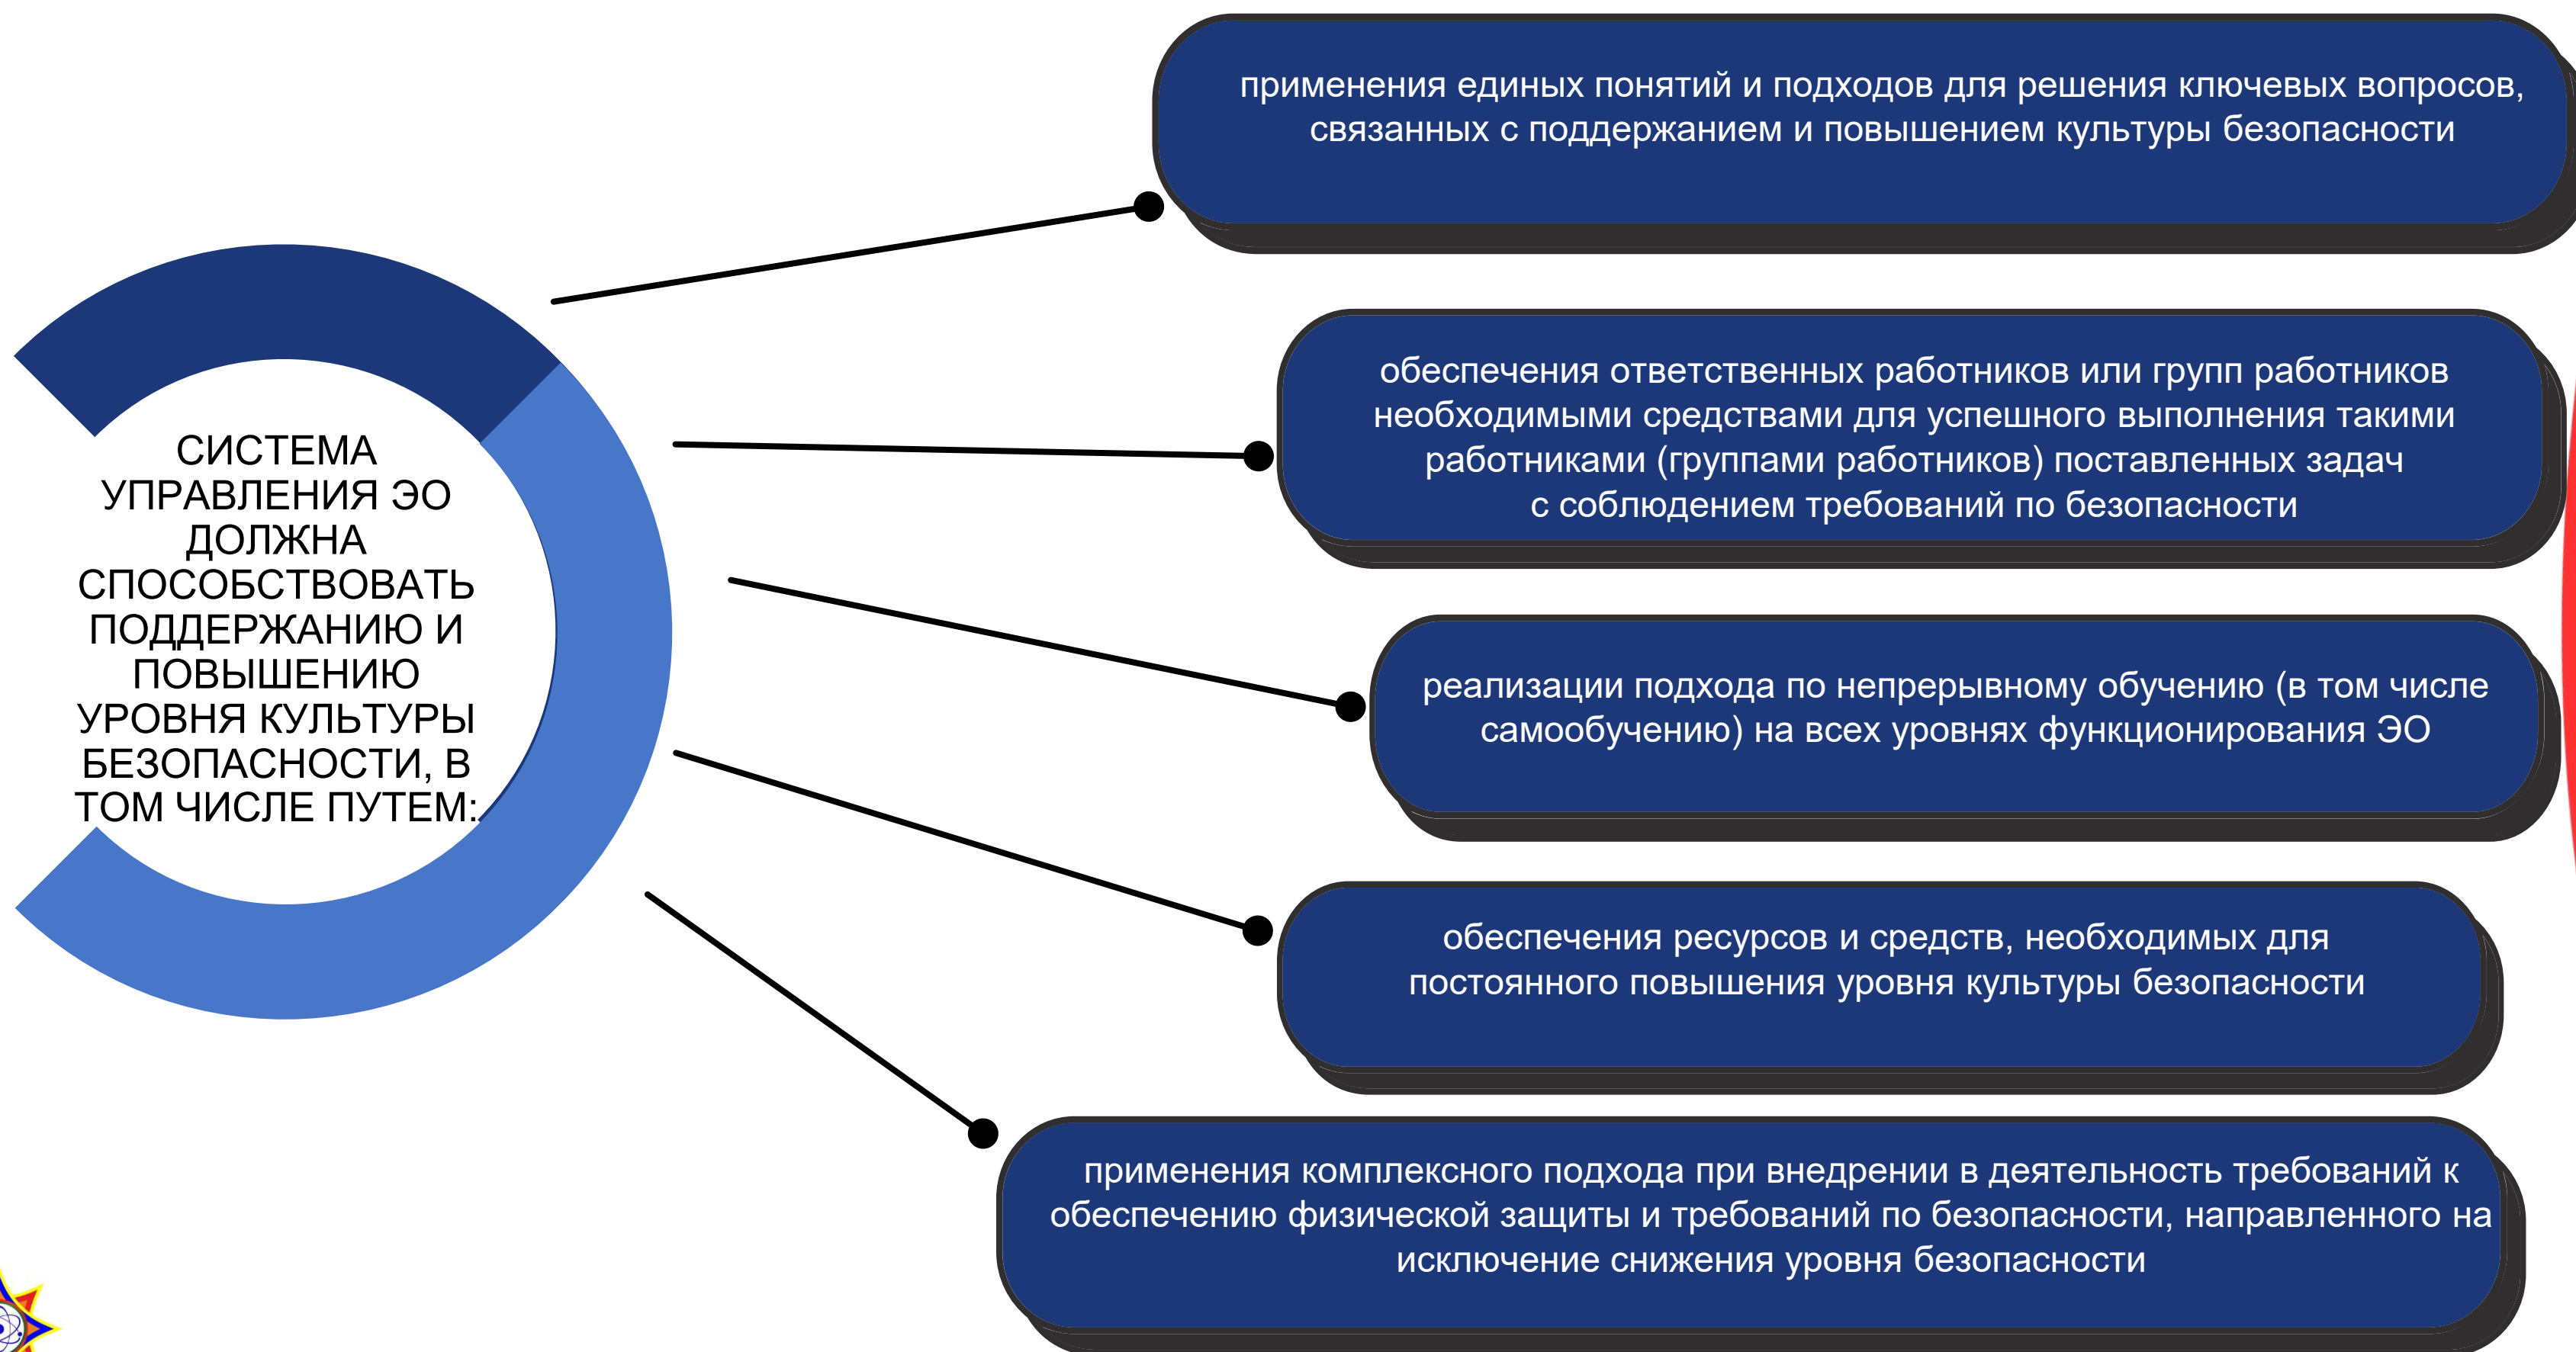 СИСТЕМА
УПРАВЛЕНИЯ ЭО
ДОЛЖНА
СПОСОБСТВОВАТЬ
ПОДДЕРЖАНИЮ И
ПОВЫШЕНИЮ
УРОВНЯ КУЛЬТУРЫ
БЕЗОПАСНОСТИ, В
ТОМ ЧИСЛЕ ПУТЕМ:
применения единых понятий и подходов для решения ключевых вопросов,
связанных с поддержанием и повышением культуры безопасности
обеспечения ответственных работников или групп работников
необходимыми средствами для успешного выполнения такими
работниками (группами работников) поставленных задач
с соблюдением требований по безопасности
реализации подхода по непрерывному обучению (в том числе
самообучению) на всех уровнях функционирования ЭО
обеспечения ресурсов и средств, необходимых для
постоянного повышения уровня культуры безопасности
применения комплексного подхода при внедрении в деятельность требований к
обеспечению физической защиты и требований по безопасности, направленного на
исключение снижения уровня безопасности